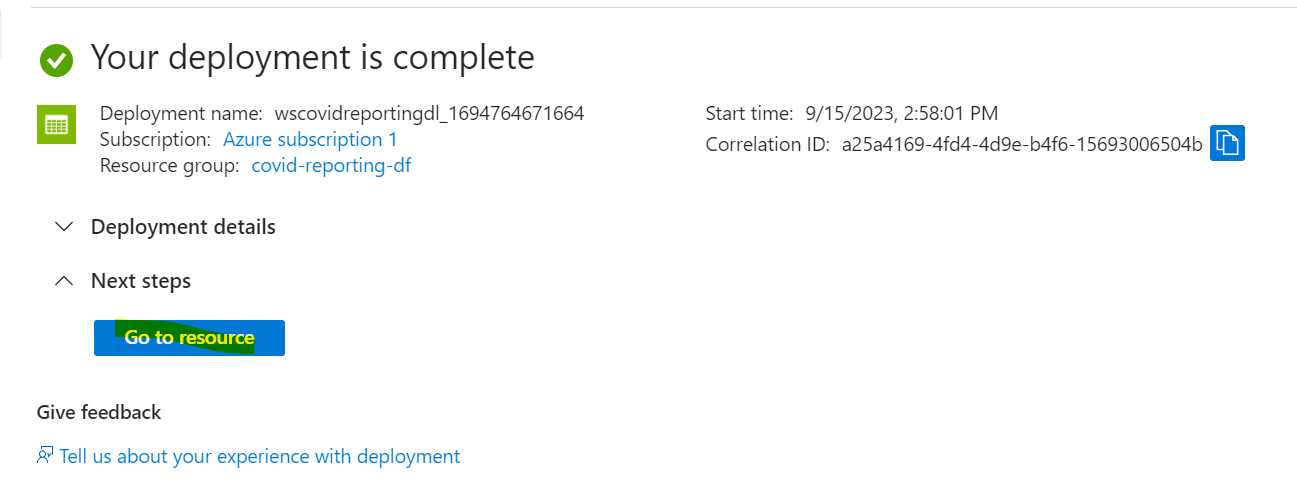 Your deployment is complete
Deployment name: wscovidreportingdl_1694764671664
Subscription: Azure subscription 1
Resource group: covid-reporting-df
Start time: 9/15/2023, 2:58:01 PM
Correlation ID: a25a4169-4fd4-4d9e-b4f6-15693006504b
Deployment details
Next steps
Go to resource
Give feedback
Tell us about your experience with deployment